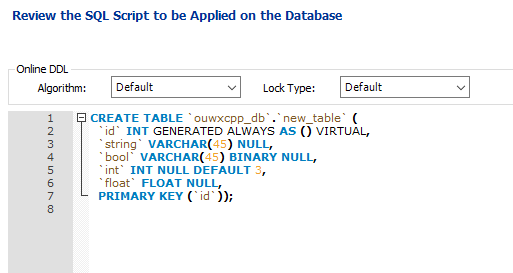 Review the SQL Script to be Applied on the Database
Online DDL
Algorithm: Default Lock Type: Default
1 CREATE TABLE `ouwxcpp_db`.`new_table` (
2 `id` INT GENERATED ALWAYS AS () VIRTUAL,
3 `string` VARCHAR(45) NULL,
4 `bool` VARCHAR(45) BINARY NULL,
5 `int` INT NULL DEFAULT 3,
6 `float` FLOAT NULL,
7 PRIMARY KEY (`id`));
8